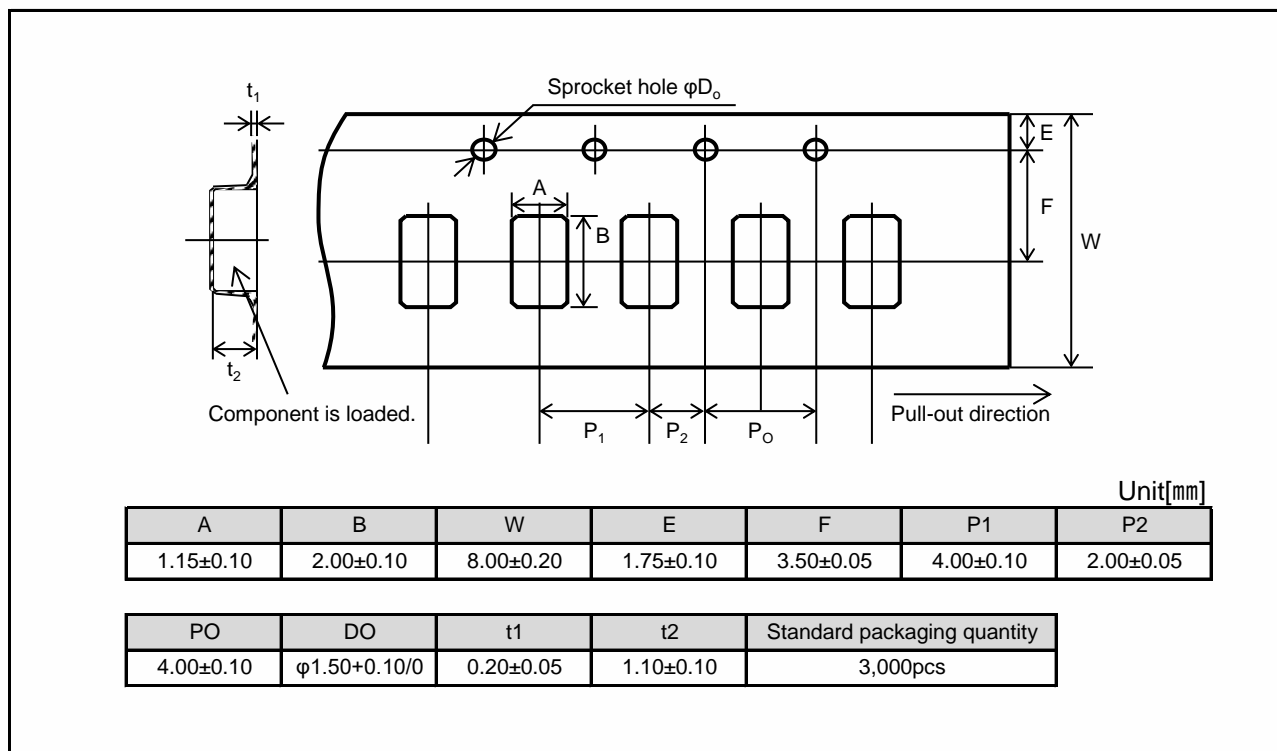 Sprocket hole φDo
t1
E
A
F
B
W
t2
Component is loaded.
Pull-out direction
P1
P2
PO
Unit[㎜]
A B W E F P1 P2
1.15±0.10 2.00±0.10 8.00±0.20 1.75±0.10 3.50±0.05 4.00±0.10 2.00±0.05
PO DO t1 t2 Standard packaging quantity
4.00±0.10 φ1.50+0.10/0 0.20±0.05 1.10±0.10 3,000pcs